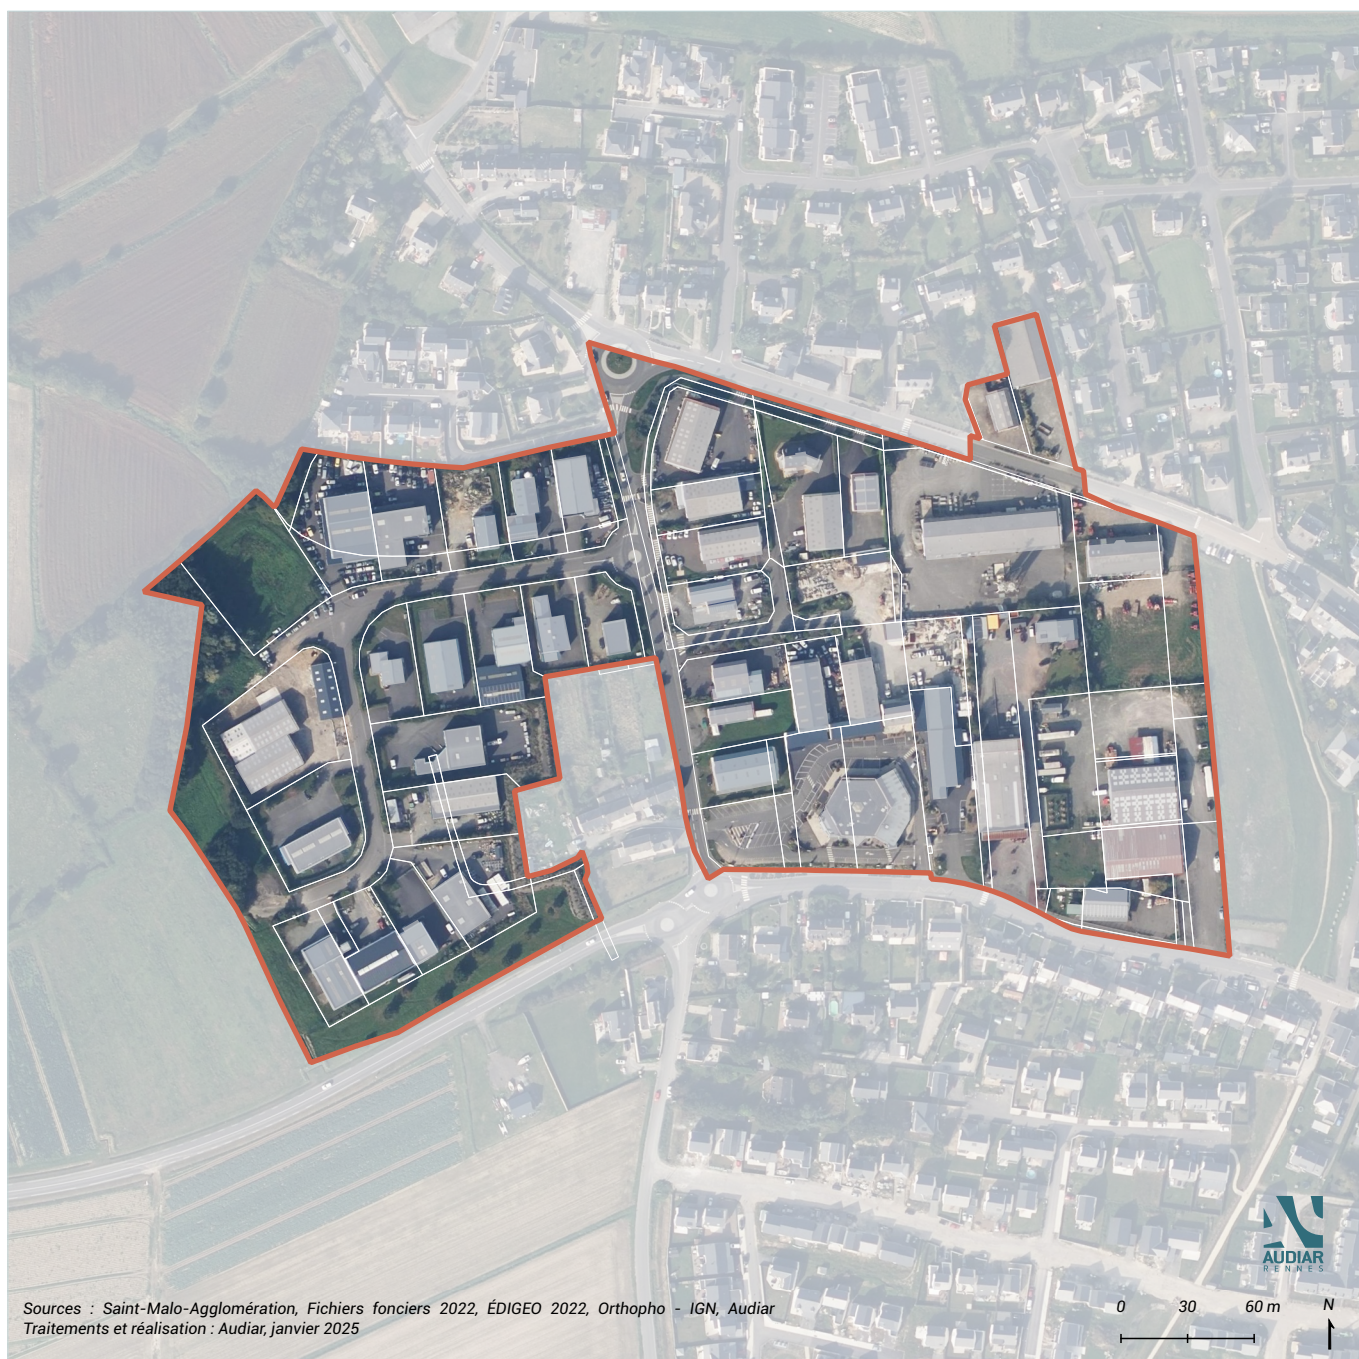 Sources : Saint-Malo-Agglomération, Fichiers fonciers 2022, ÉDIGEO 2022, Orthopho - IGN, Audiar
Traitements et réalisation : Audiar, janvier 2025
AUDIAR
RENNES
0 30 60 m N